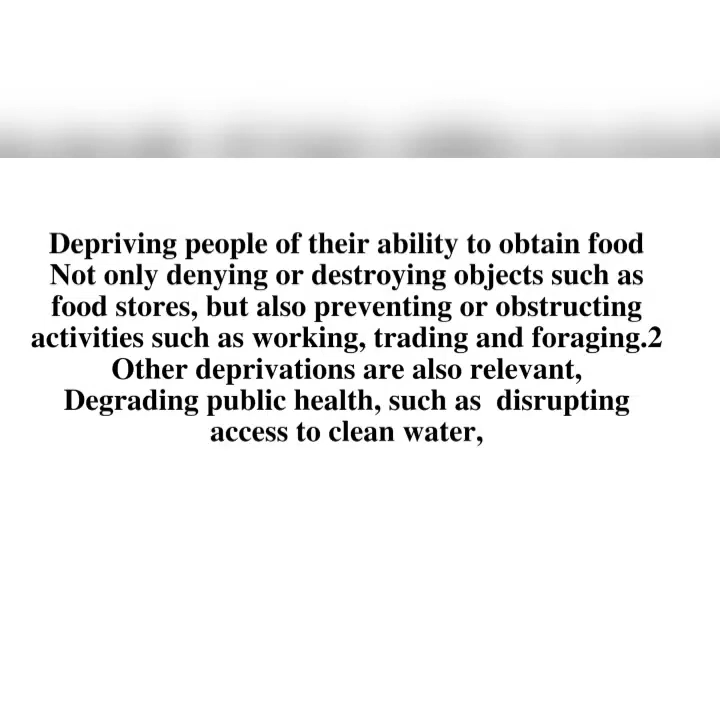 Depriving people of their ability to obtain food
Not only denying or destroying objects such as
food stores, but also preventing or obstructing
activities such as working, trading and foraging.2
Other deprivations are also relevant,
Degrading public health, such as  disrupting
access to clean water,